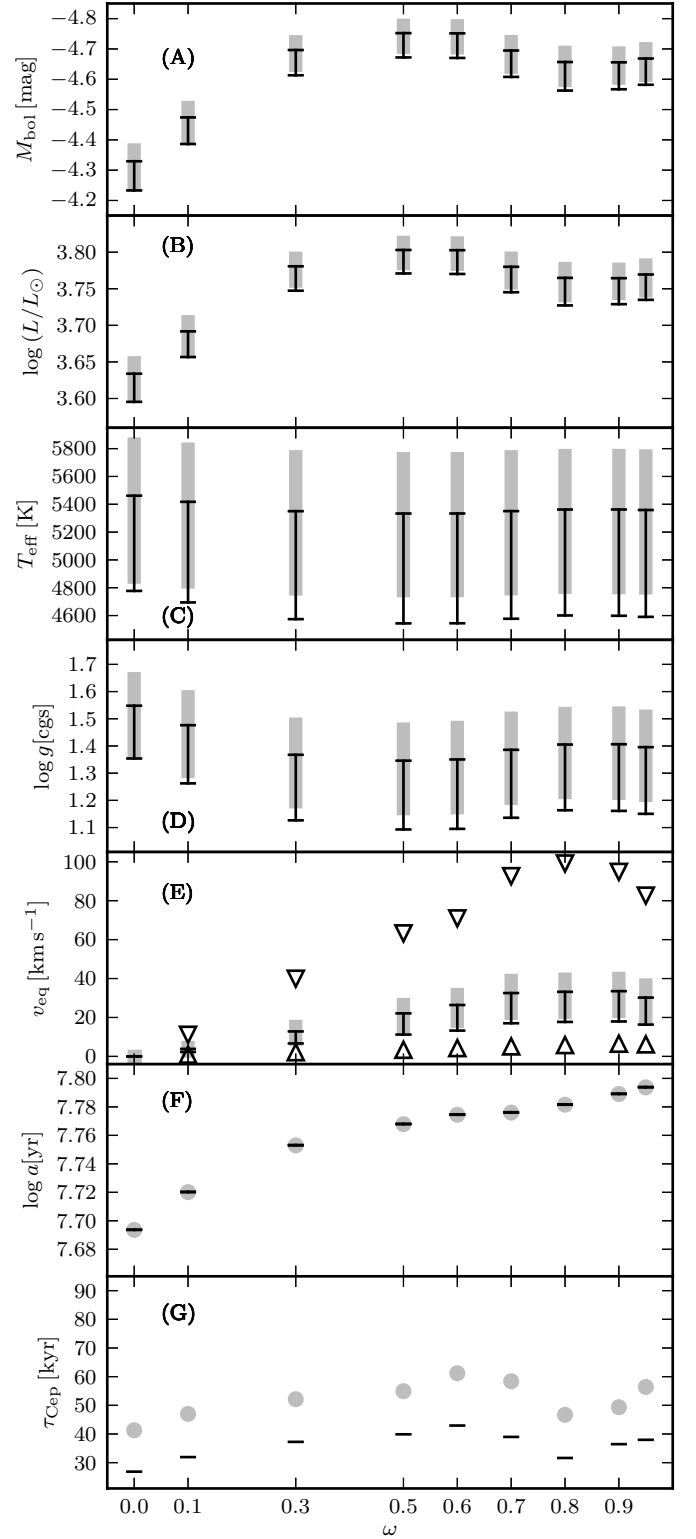 −4.8
−4.7
−4.6
−4.5
−4.4
−4.3
−4.2
M_bol [mag]
(A)
3.80
3.75
3.70
3.65
3.60
log (L/L_⊙)
(B)
5800
5600
5400
5200
5000
4800
4600
T_eff [K]
(C)
1.7
1.6
1.5
1.4
1.3
1.2
1.1
log g [cgs]
(D)
100
80
60
40
20
0
v_eq [km s⁻¹]
(E)
7.80
7.78
7.76
7.74
7.72
7.70
7.68
log a [yr]
(F)
90
80
70
60
50
40
30
τ_Cep [kyr]
(G)
0.0 0.1 0.3 0.5 0.6 0.7 0.8 0.9
ω